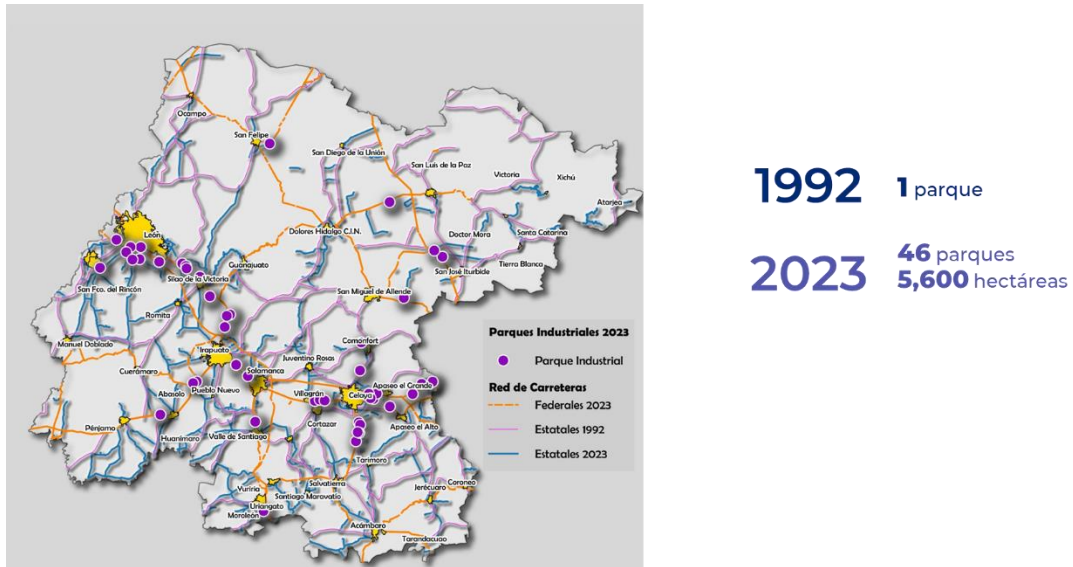 Ocampo
San Felipe
San Diego de la Unión
San Luis de la Paz
Victoria
Xichú
Atarjea
León
Dolores Hidalgo C.I.N.
Doctor Mora
Santa Catarina
Guanajuato
Tierra Blanca
San José Iturbide
Silao de la Victoria
San Fco. del Rincón
San Miguel de Allende
Romita
Manuel Doblado
Irapuato
Comonfort
Juventino Rosas
Cuerámaro
Salamanca
Apaseo el Grande
Pueblo Nuevo
Abasolo
Villagrán
Celaya
Pénjamo
Cortazar
Apaseo el Alto
Huanímaro
Valle de Santiago
Tarimoro
Yuriria
Salvatierra
Jerécuaro
Coroneo
Santiago Maravatío
Uriangato
Moroleón
Acámbaro
Tarandacuao
Parques Industriales 2023
Parque Industrial
Red de Carreteras
Federales 2023
Estatales 1992
Estatales 2023
1992 1 parque
2023 46 parques
5,600 hectáreas